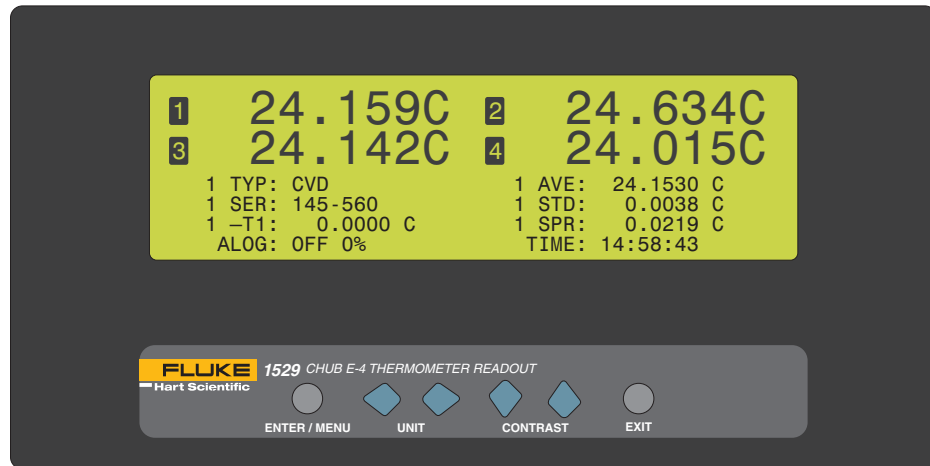 1 24.159C 2 24.634C
3 24.142C 4 24.015C
1 TYP: CVD 1 AVE: 24.1530 C
1 SER: 145-560 1 STD: 0.0038 C
1 –T1: 0.0000 C 1 SPR: 0.0219 C
ALOG: OFF 0% TIME: 14:58:43
FLUKE 1529 CHUB E-4 THERMOMETER READOUT
Hart Scientific
ENTER / MENU UNIT CONTRAST EXIT